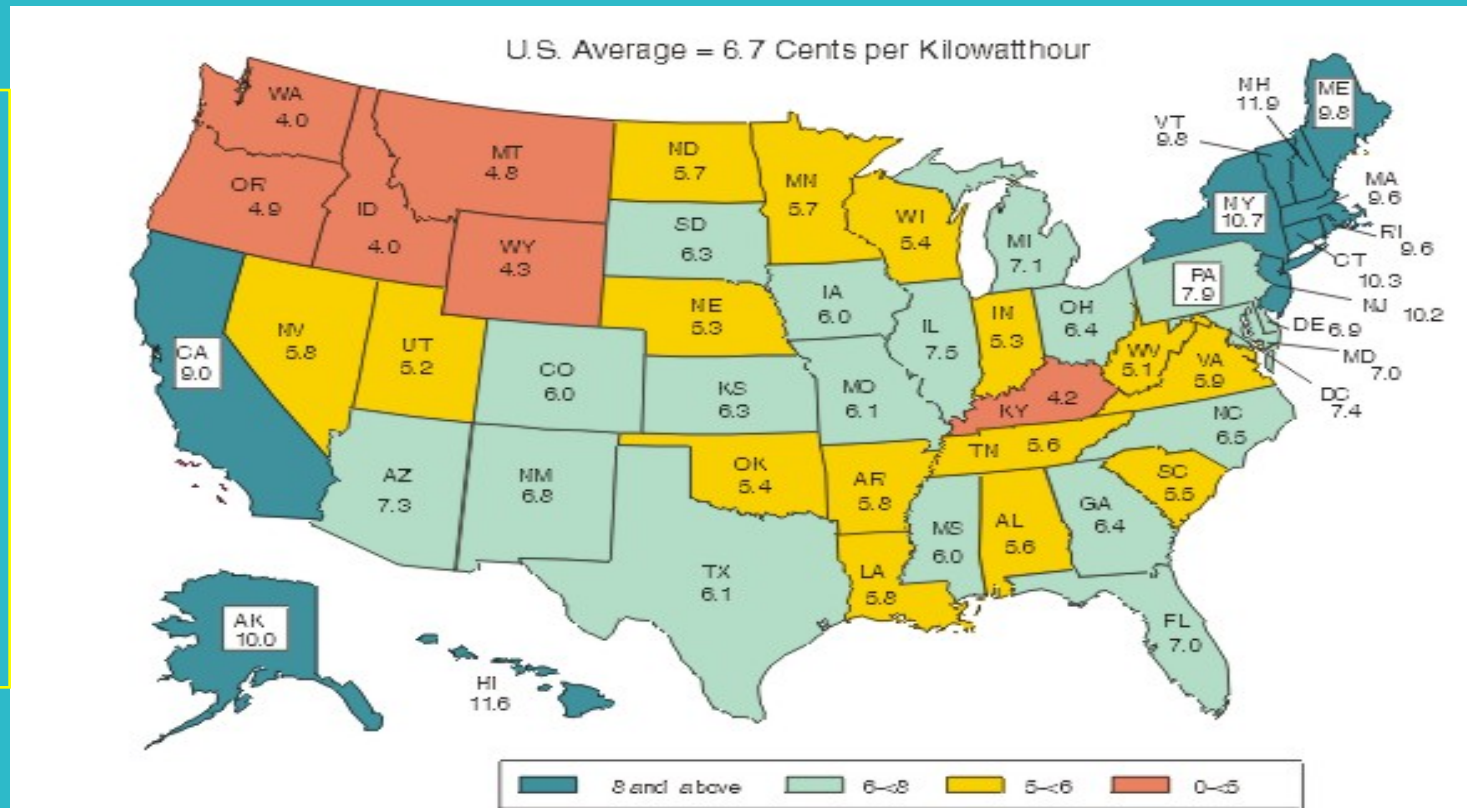 U.S. Average = 6.7 Cents per Kilowatthour
WA
4.0
OR
4.9
ID
4.0
MT
4.8
WY
4.3
ND
5.7
SD
6.3
NE
5.3
MN
5.7
WI
5.4
MI
7.1
IA
6.0
IL
7.5
IN
5.3
OH
6.4
PA
7.9
NY
10.7
VT
9.8
NH
11.9
ME
9.8
MA
9.6
RI
9.6
CT
10.3
NJ 10.2
DE 6.9
MD
7.0
DC
7.4
CA
9.0
NV
5.8
UT
5.2
CO
6.0
KS
6.3
MO
6.1
KY 4.2
WV
5.1
VA
5.9
NC
6.5
TN 5.6
SC
5.5
AZ
7.3
NM
6.8
OK
5.4
AR
5.8
MS
6.0
AL
5.6
GA
6.4
TX
6.1
LA
5.8
FL
7.0
AK
10.0
HI
11.6
8 and above 6-<8 5-<6 0-<5